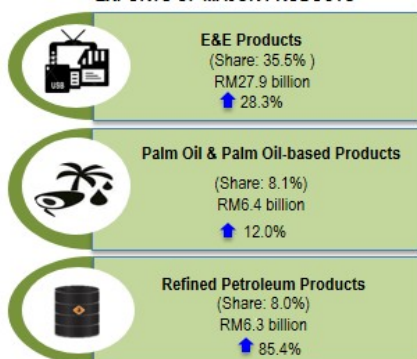 E&E Products
(Share: 35.5% )
RM27.9 billion
28.3%
USB
Palm Oil & Palm Oil-based Products
(Share: 8.1%)
RM6.4 billion
12.0%
Refined Petroleum Products
(Share: 8.0%)
RM6.3 billion
85.4%